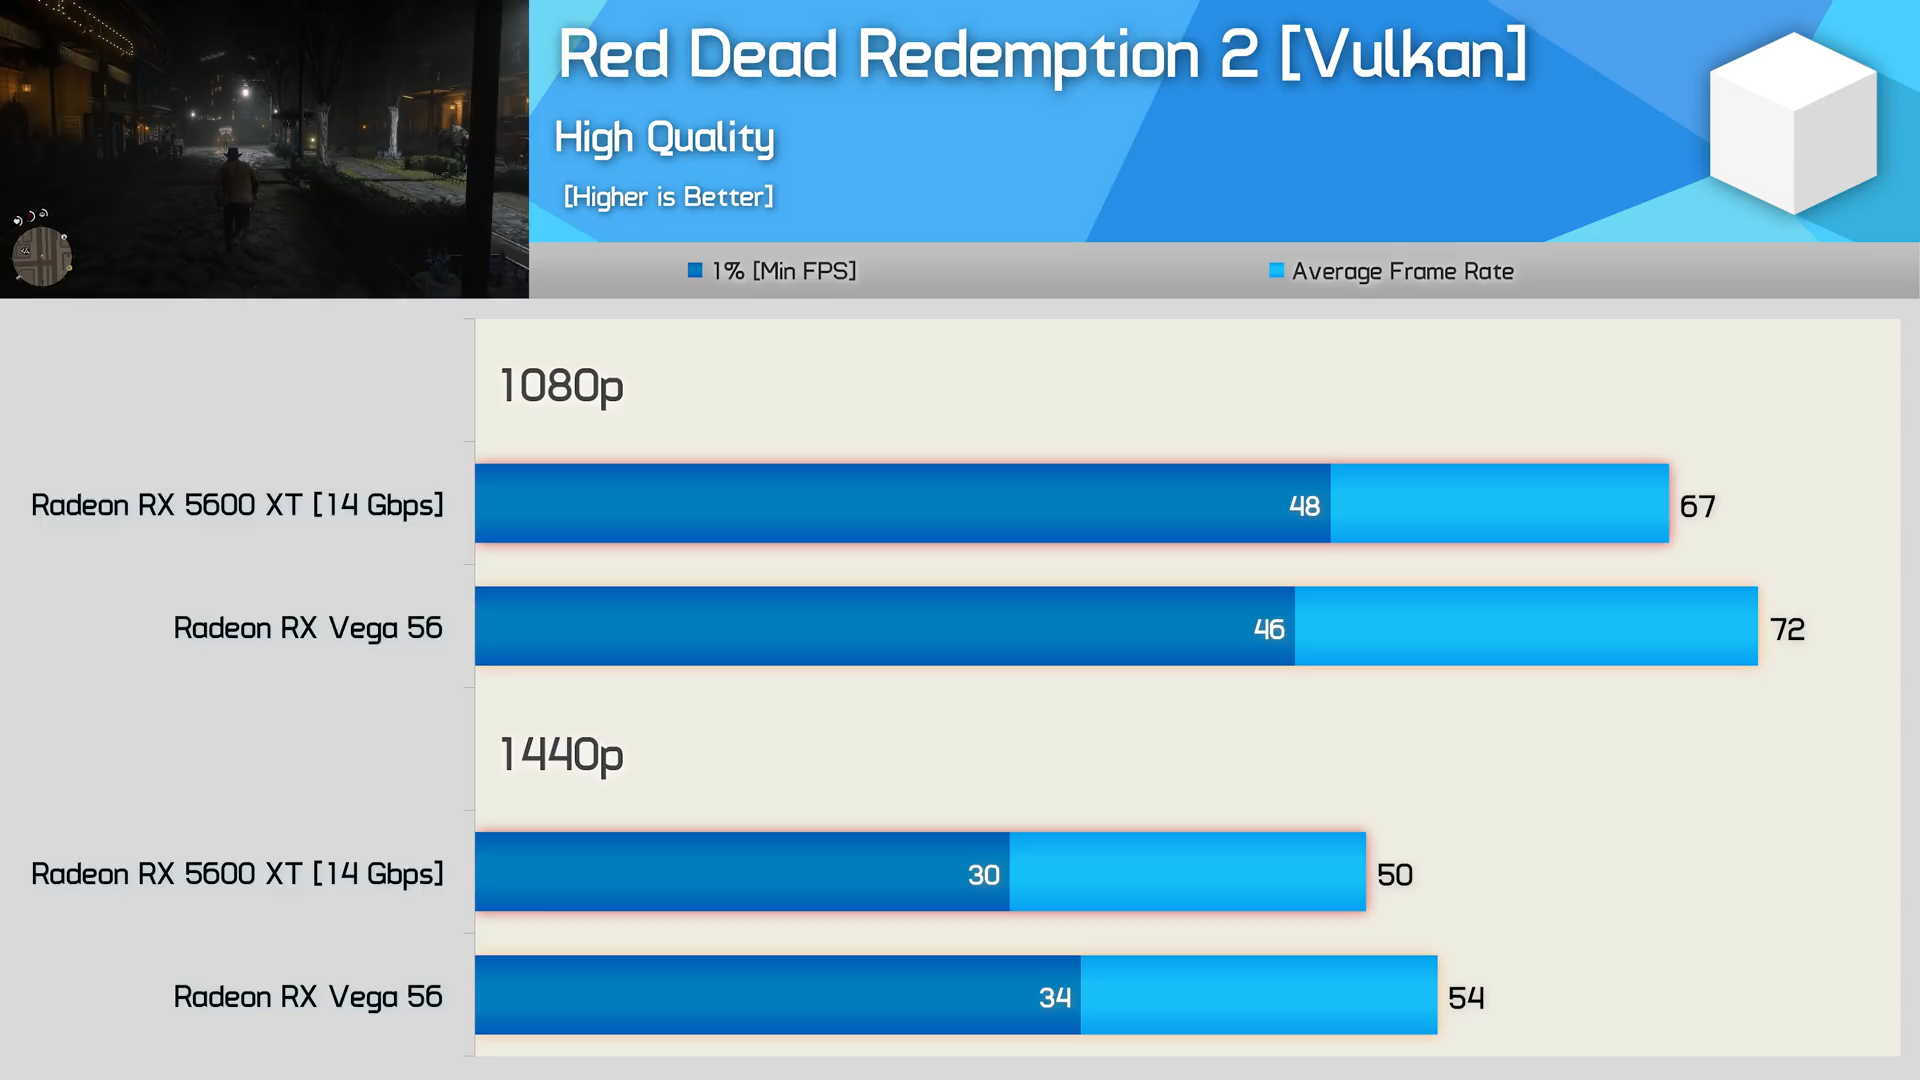 Red Dead Redemption 2 [Vulkan]
High Quality
[Higher is Better]
1% [Min FPS]
Average Frame Rate
1080p
Radeon RX 5600 XT [14 Gbps]
48
67
Radeon RX Vega 56
46
72
1440p
Radeon RX 5600 XT [14 Gbps]
30
50
Radeon RX Vega 56
34
54